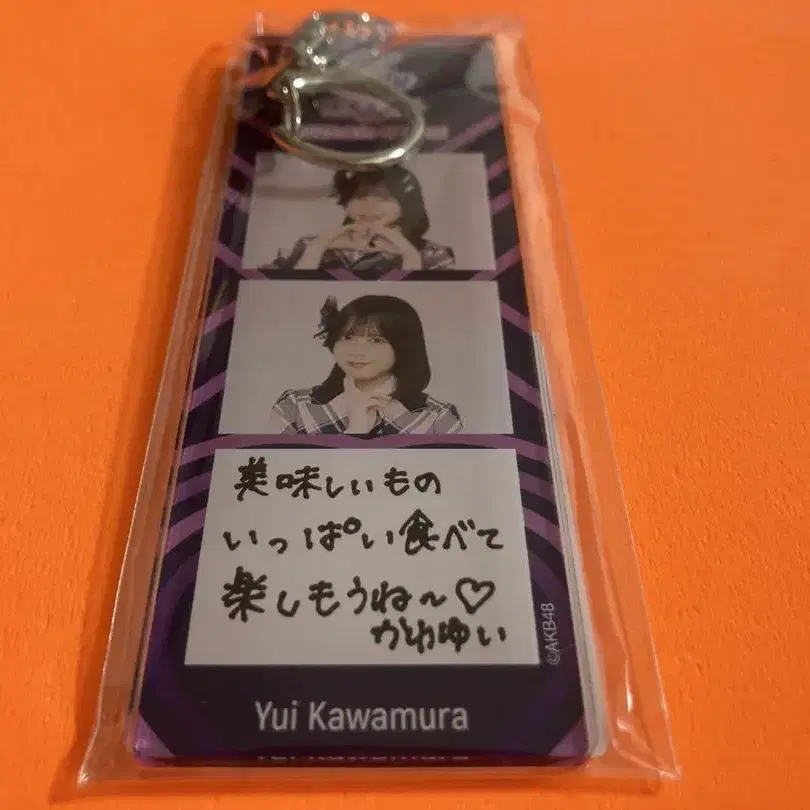 美味しいもの
いっぱい食べて
楽しもうね～♡
かわゆい
©AKB48
Yui Kawamura